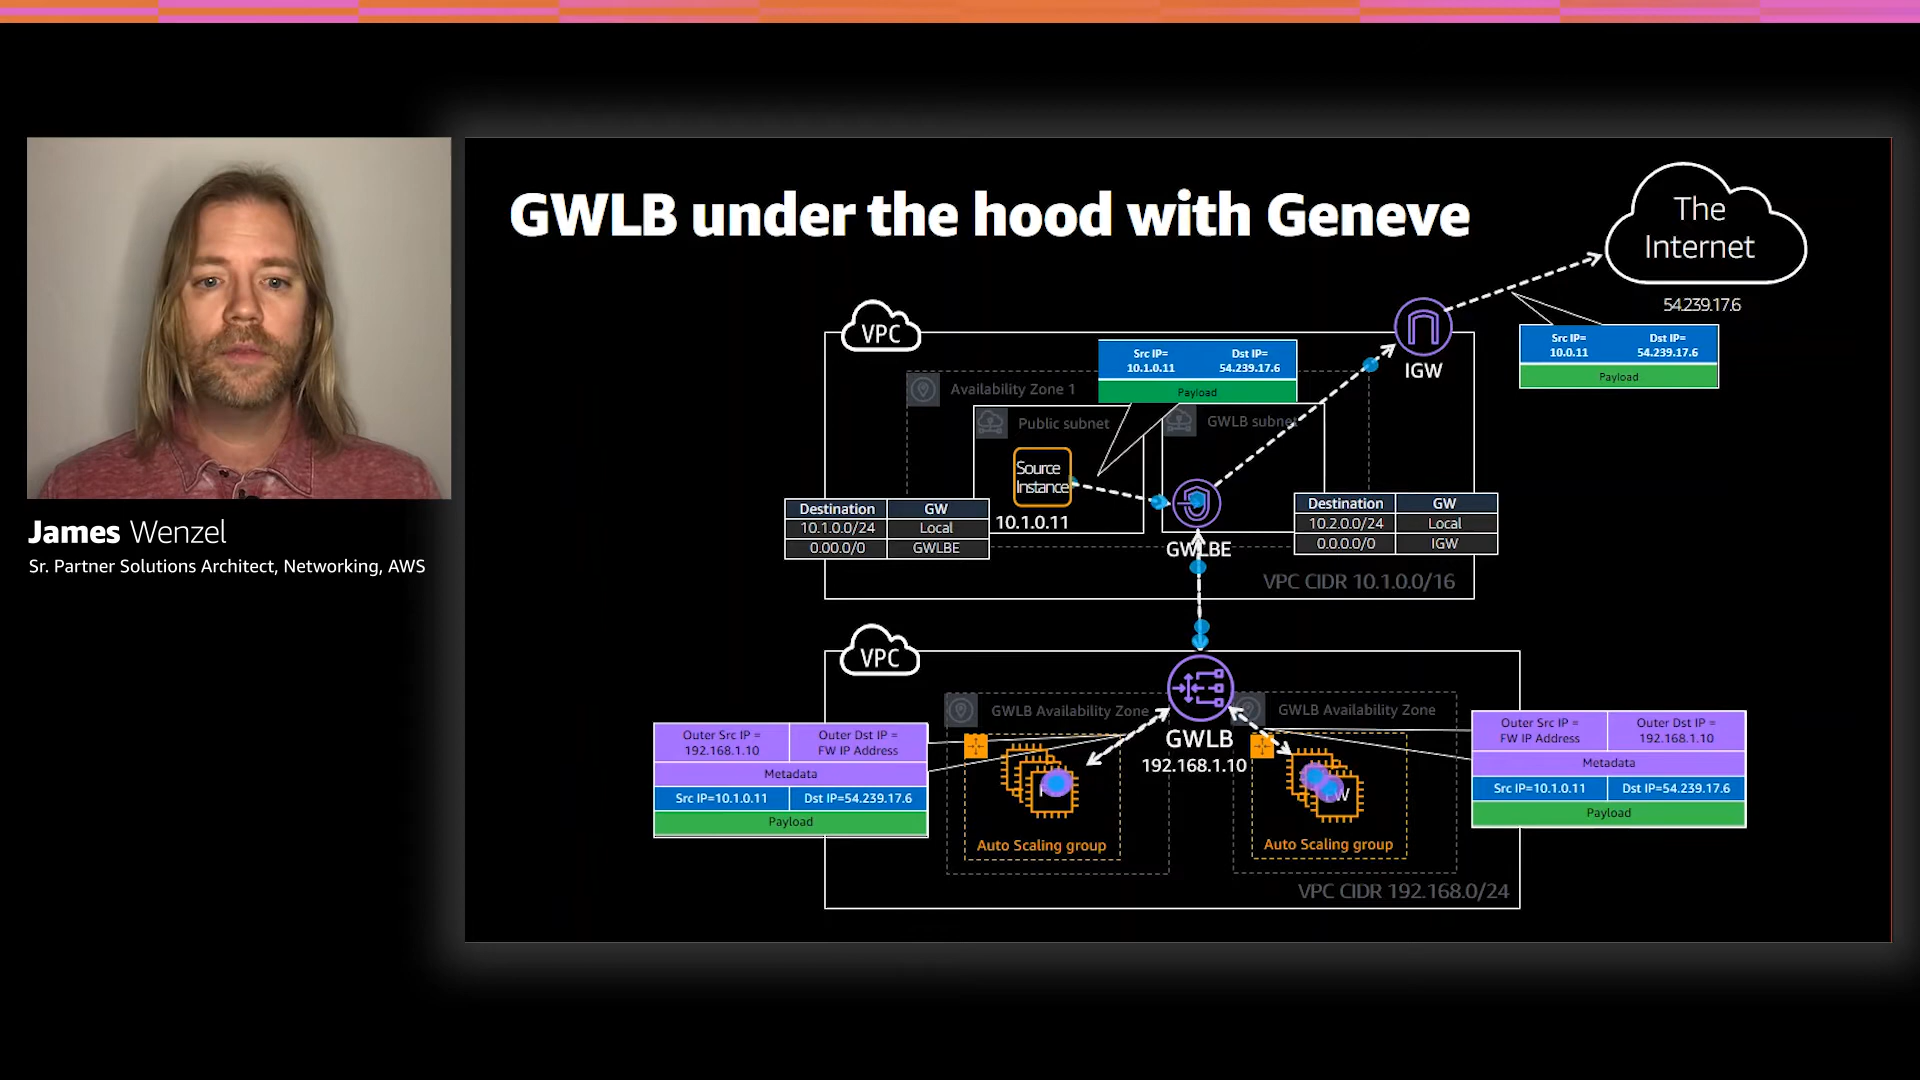 James Wenzel
Sr. Partner Solutions Architect, Networking, AWS
GWLB under the hood with Geneve
The
Internet
54.239.17.6
Src IP=
10.0.11
Dst IP=
54.239.17.6
Payload
IGW
VPC
Src IP=
10.1.0.11
Dst IP=
54.239.17.6
Payload
Availability Zone 1
Public subnet
GWLB subnet
Source
Instance
10.1.0.11
Destination GW
10.1.0.0/24 Local
0.00.0/0 GWLBE
GWLBE
Destination GW
10.2.0.0/24 Local
0.0.0.0/0 IGW
VPC CIDR 10.1.0.0/16
VPC
GWLB
192.168.1.10
GWLB Availability Zone
GWLB Availability Zone
Outer Src IP =
192.168.1.10
Outer Dst IP =
FW IP Address
Metadata
Src IP=10.1.0.11 Dst IP=54.239.17.6
Payload
Auto Scaling group
Auto Scaling group
Outer Src IP =
FW IP Address
Outer Dst IP =
192.168.1.10
Metadata
Src IP=10.1.0.11 Dst IP=54.239.17.6
Payload
VPC CIDR 192.168.0/24